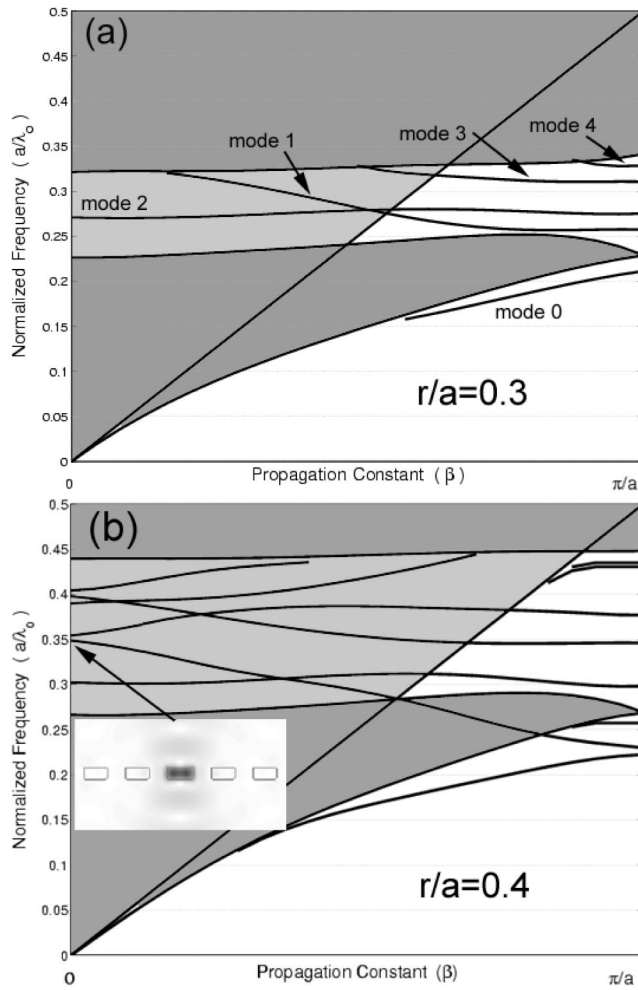 (a)
0.5
0.45
0.4
0.35
0.3
0.25
0.2
0.15
0.1
0.05
0
Normalized Frequency ( a/λo )
mode 1
mode 3
mode 4
mode 2
mode 0
r/a=0.3
0
Propagation Constant ( β )
π/a
(b)
0.5
0.45
0.4
0.35
0.3
0.25
0.2
0.15
0.1
0.05
0
Normalized Frequency ( a/λo )
r/a=0.4
0
Propagation Constant (β)
π/a